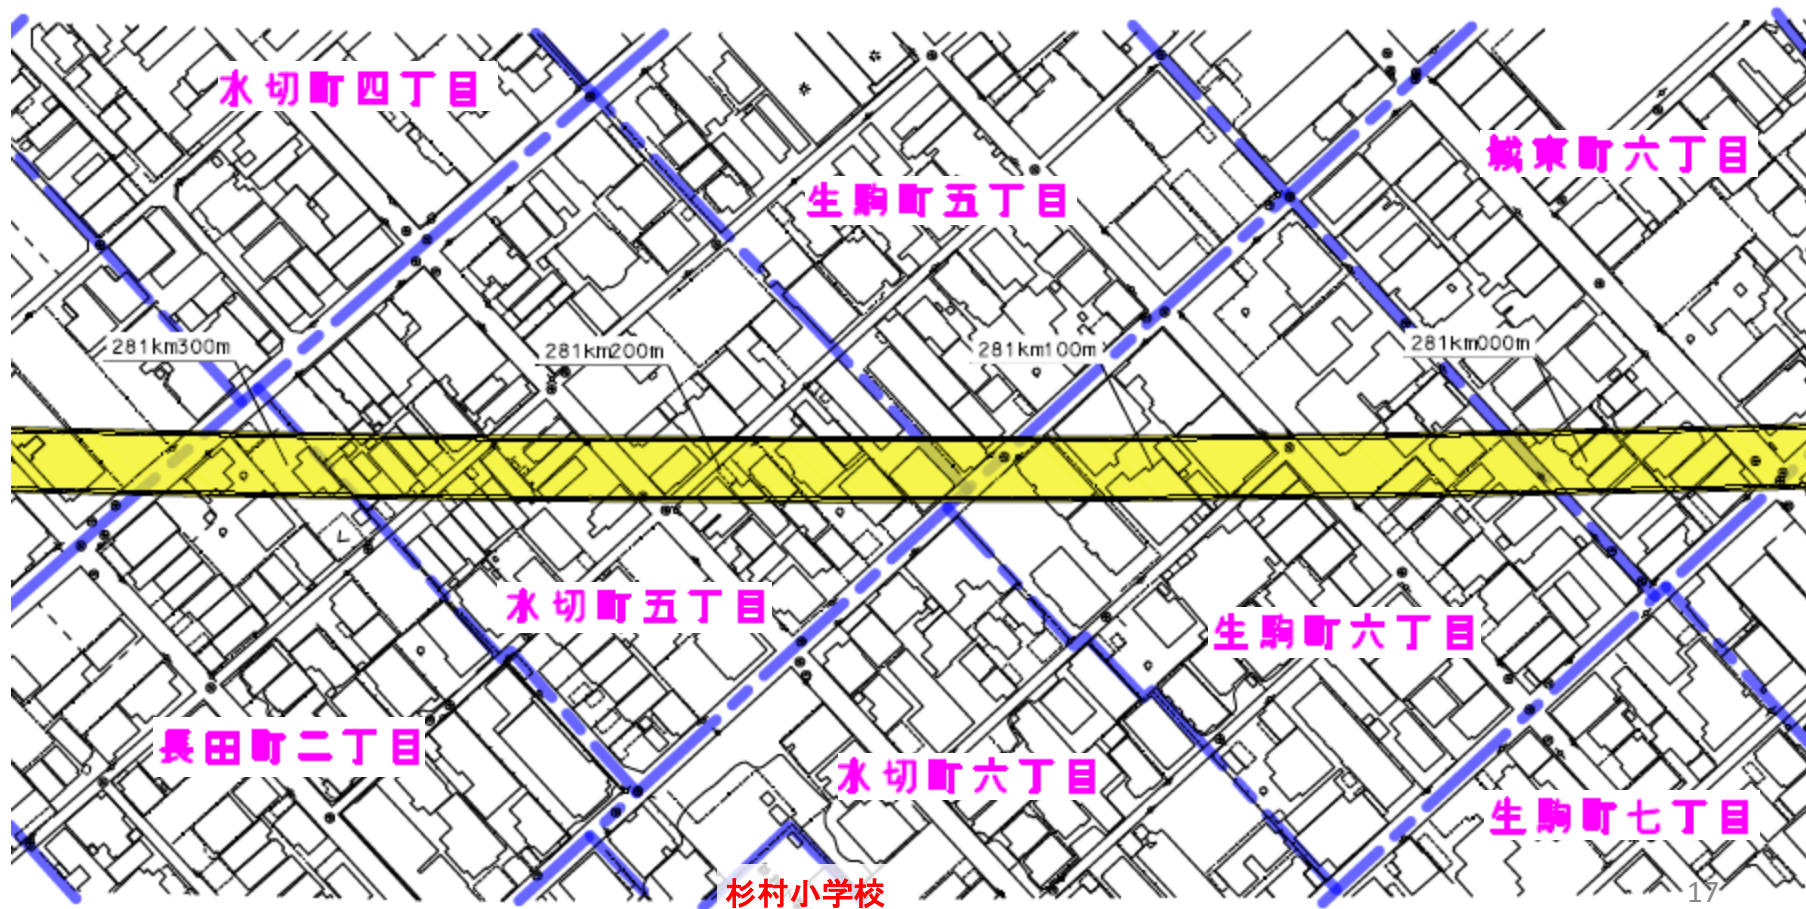 水切町四丁目
城東町六丁目
生駒町五丁目
281km300m
281km200m
281km100m
281km000m
水切町五丁目
生駒町六丁目
長田町二丁目
水切町六丁目
生駒町七丁目
杉村小学校
17